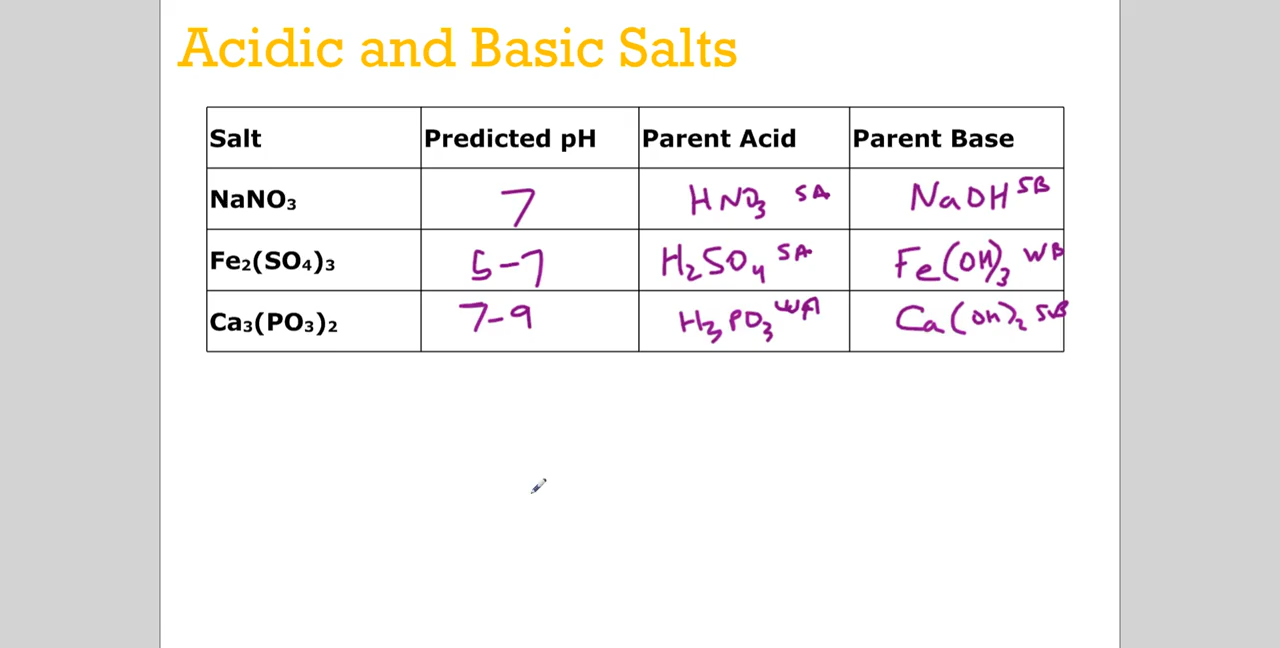 Acidic and Basic Salts
Salt Predicted pH Parent Acid Parent Base
NaNO₃ 7 HNO₃ SA NaOH SB
Fe₂(SO₄)₃ 5-7 H₂SO₄ SA Fe(OH)₃ WB
Ca₃(PO₃)₂ 7-9 H₃PO₃ WA Ca(OH)₂ SB